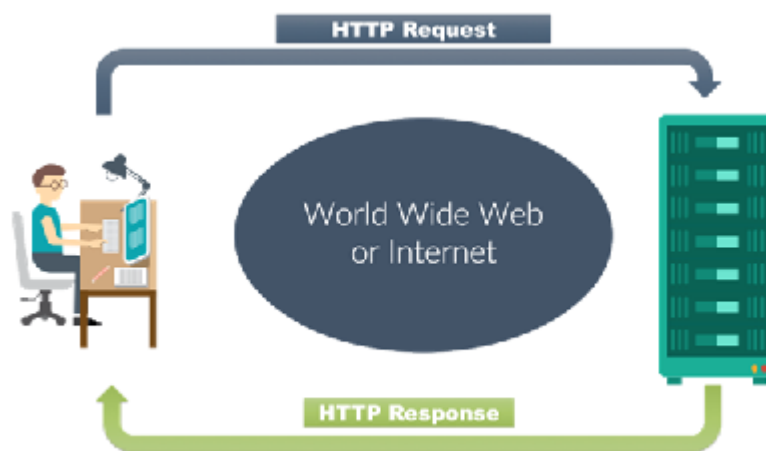 HTTP Request
World Wide Web
or Internet
HTTP Response